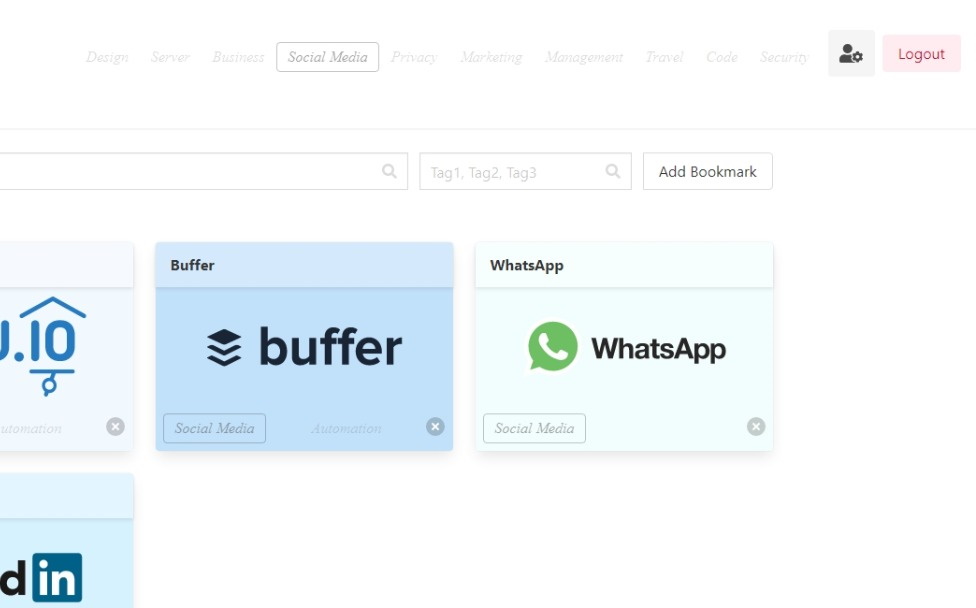 Design Server Business Social Media Privacy Marketing Management Travel Code Security Logout
Tag1, Tag2, Tag3 Add Bookmark
Buffer WhatsApp
.IO buffer WhatsApp
utomation Social Media Automation Social Media
d in